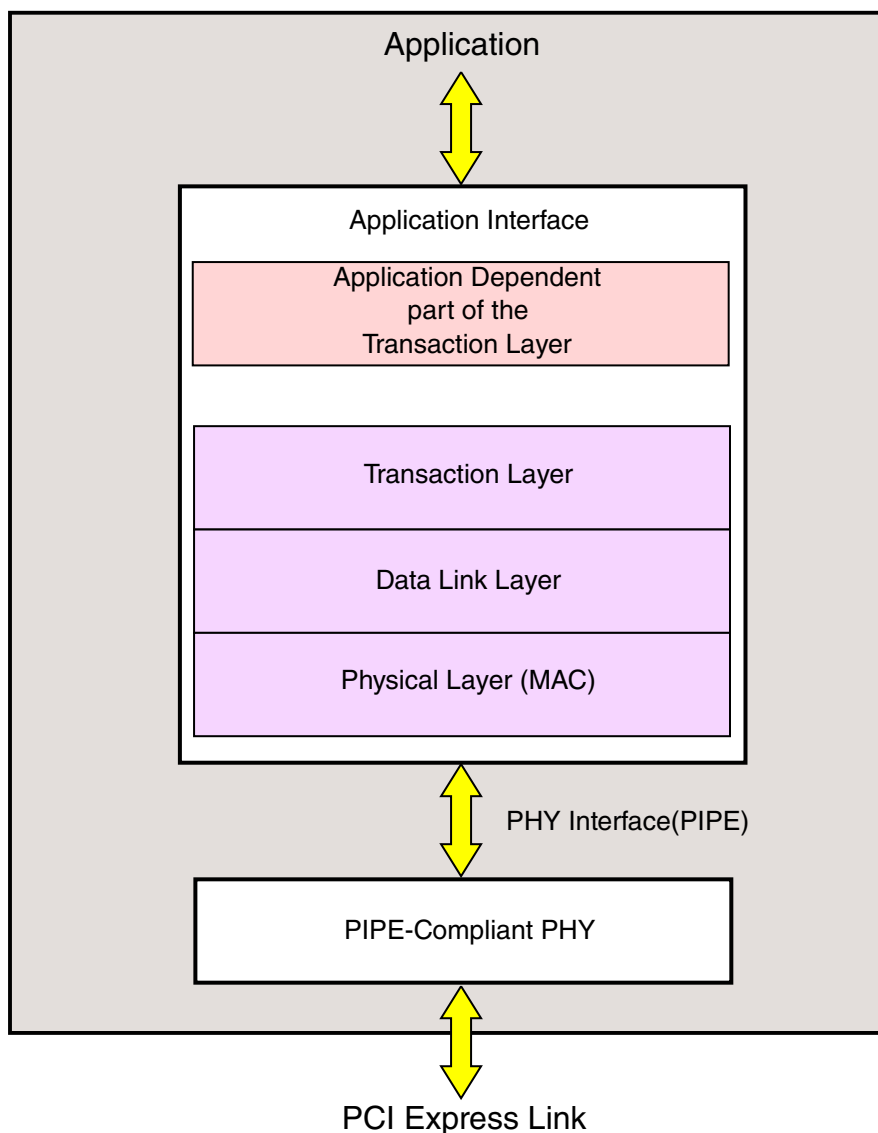 Application
Application Interface
Application Dependent
part of the
Transaction Layer
Transaction Layer
Data Link Layer
Physical Layer (MAC)
PHY Interface(PIPE)
PIPE-Compliant PHY
PCI Express Link